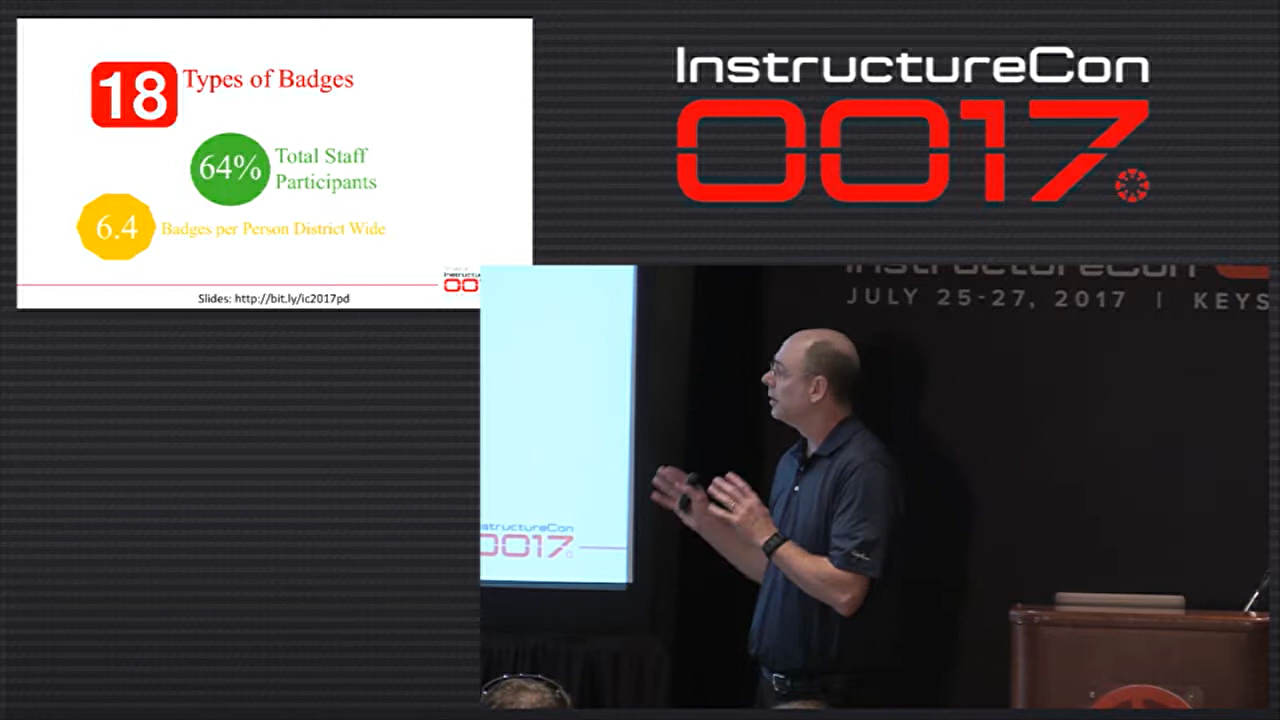 18 Types of Badges
64% Total Staff
Participants
6.4 Badges per Person District Wide
Slides: http://bit.ly/ic2017pd
InstructureCon
0017
InstructureCon
JULY 25-27, 2017 | KEYS
structureCon
0017